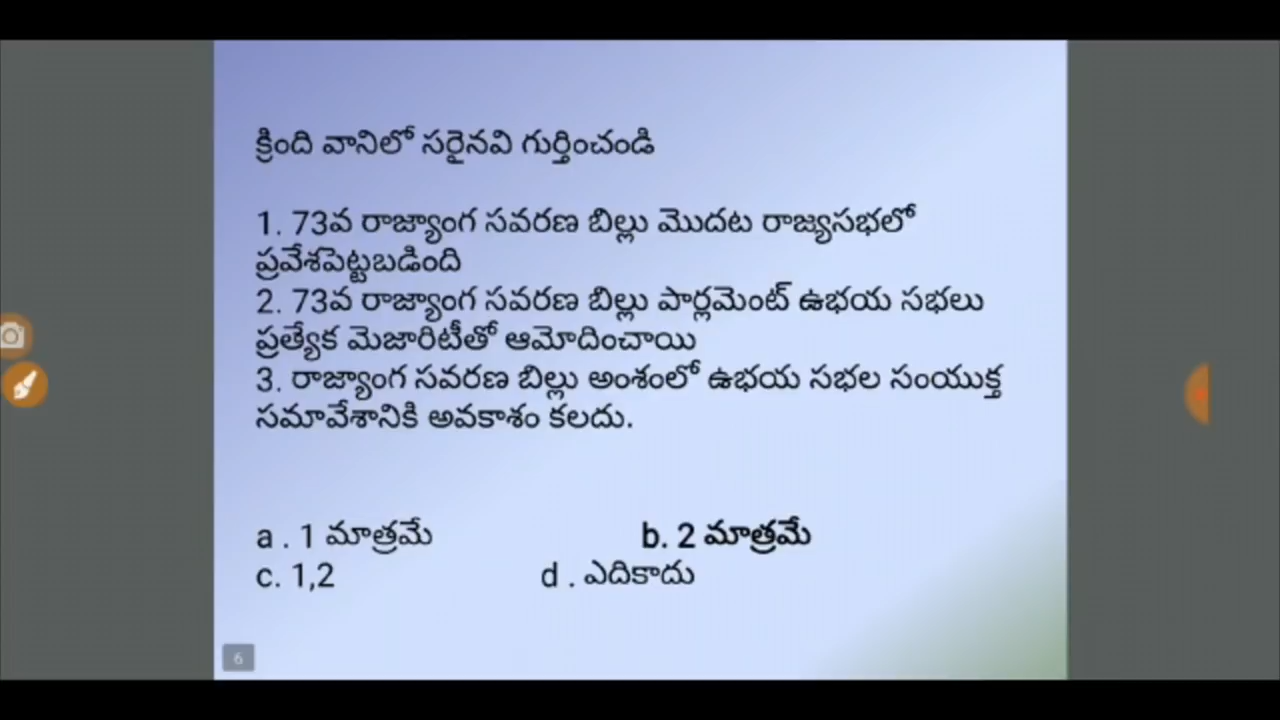 క్రింది వానిలో సరైనవి గుర్తించండి
1. 73వ రాజ్యాంగ సవరణ బిల్లు మొదట రాజ్యసభలో
ప్రవేశపెట్టబడింది
2. 73వ రాజ్యాంగ సవరణ బిల్లు పార్లమెంట్ ఉభయ సభలు
ప్రత్యేక మెజారిటీతో ఆమోదించాయి
3. రాజ్యాంగ సవరణ బిల్లు అంశంలో ఉభయ సభల సంయుక్త
సమావేశానికి అవకాశం కలదు.
a . 1 మాత్రమే b. 2 మాత్రమే
c. 1,2 d . ఎదికాదు
6